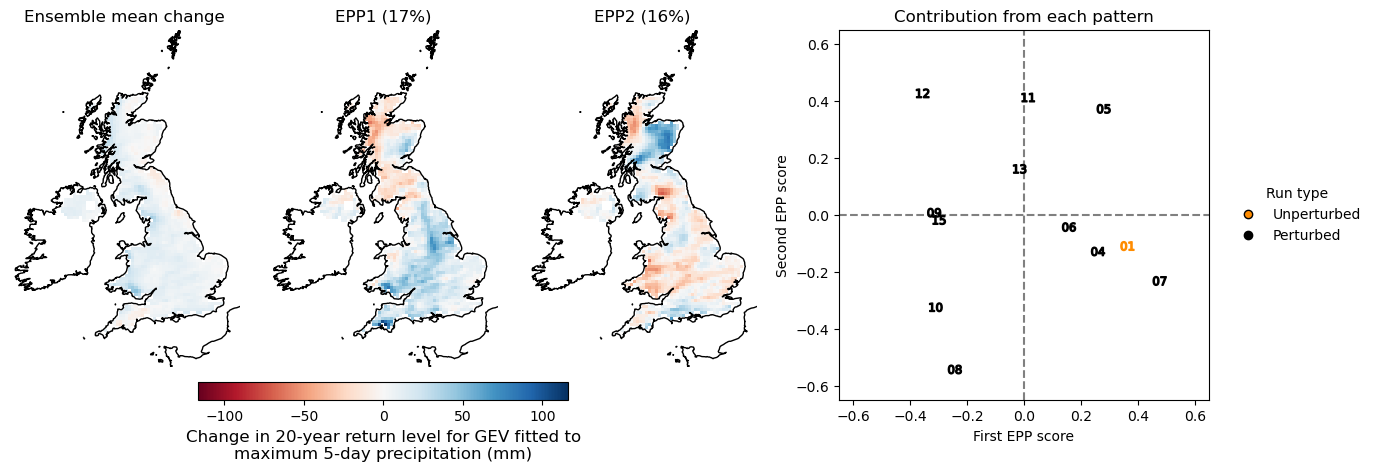 Ensemble mean change
EPP1 (17%)
EPP2 (16%)
Contribution from each pattern
−100
−50
0
50
100
Change in 20-year return level for GEV fitted to
maximum 5-day precipitation (mm)
Second EPP score
0.6
0.4
0.2
0.0
−0.2
−0.4
−0.6
12
11
05
13
09
15
06
01
04
07
10
08
−0.6
−0.4
−0.2
0.0
0.2
0.4
0.6
First EPP score
Run type
Unperturbed
Perturbed